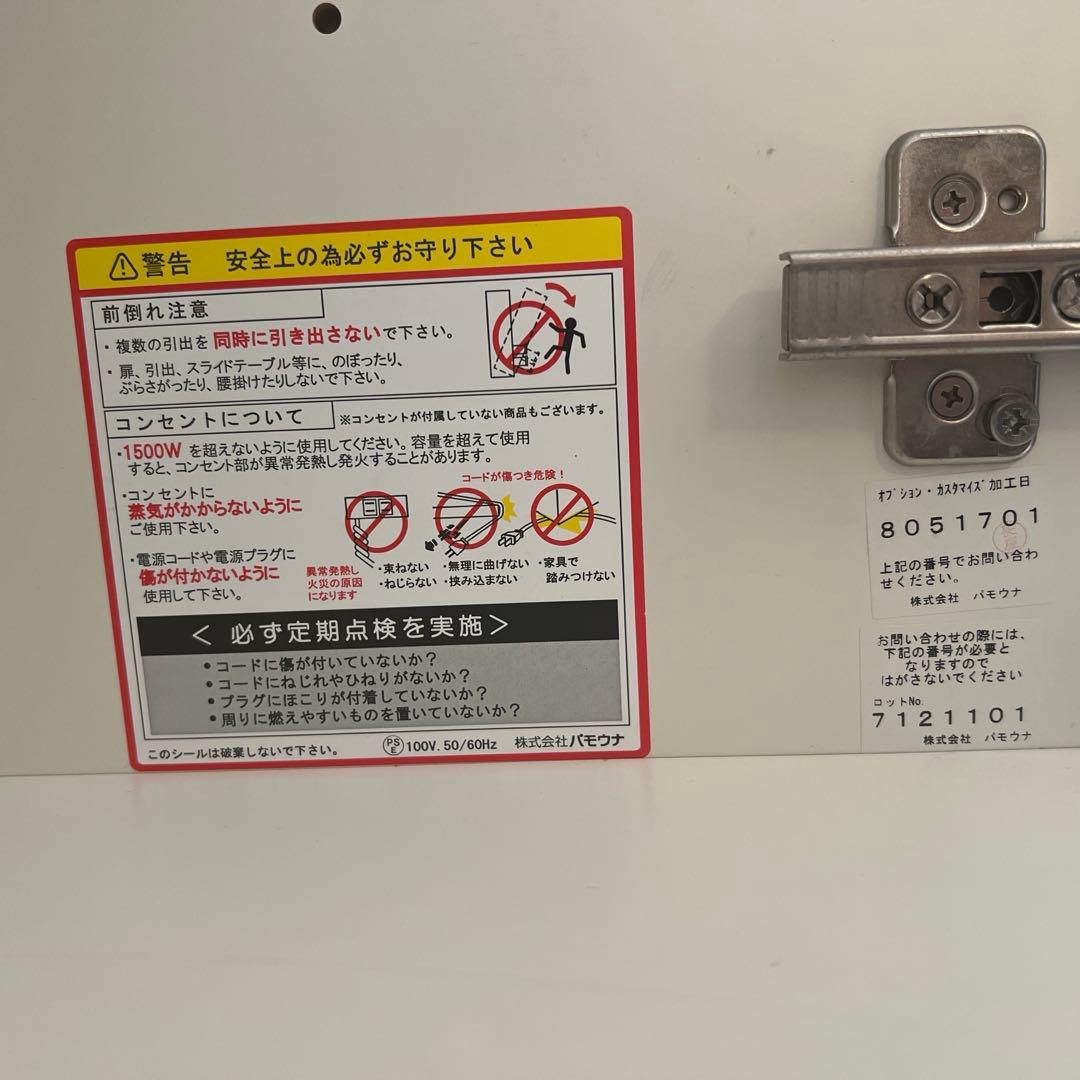 警告 安全上の為必ずお守り下さい
前倒れ注意
・複数の引出を同時に引き出さないで下さい。
・扉、引出、スライドテーブル等に、のぼったり、
ぶらさがったり、腰掛けたりしないで下さい。
コンセントについて ※コンセントが付属していない商品もございます。
・1500Wを超えないように使用してください。容量を超えて使用
すると、コンセント部が異常発熱し発火することがあります。
・コンセントに
蒸気がかからないように
ご使用下さい。
・電源コードや電源プラグに
傷が付かないように
使用して下さい。
コードが傷つき危険！
異常発熱し
火災の原因
になります
・束ねない
・ねじらない
・無理に曲げない
・挟み込まない
・家具で
踏みつけない
＜ 必ず定期点検を実施＞
●コードに傷が付いていないか？
●コードにねじれやひねりがないか？
●プラグにほこりが付着していないか？
●周りに燃えやすいものを置いていないか？
このシールは破棄しないで下さい。 PSE 100V. 50/60Hz 株式会社パモウナ
ｵﾌﾟｼｮﾝ・ｶｽﾀﾏｲｽﾞ加工日
8051701
上記の番号でお問い合わ
せください。
株式会社 パモウナ
お問い合わせの際には、
下記の番号が必要と
なりますので
はがさないでください
ロットNo.
7121101
株式会社 パモウナ